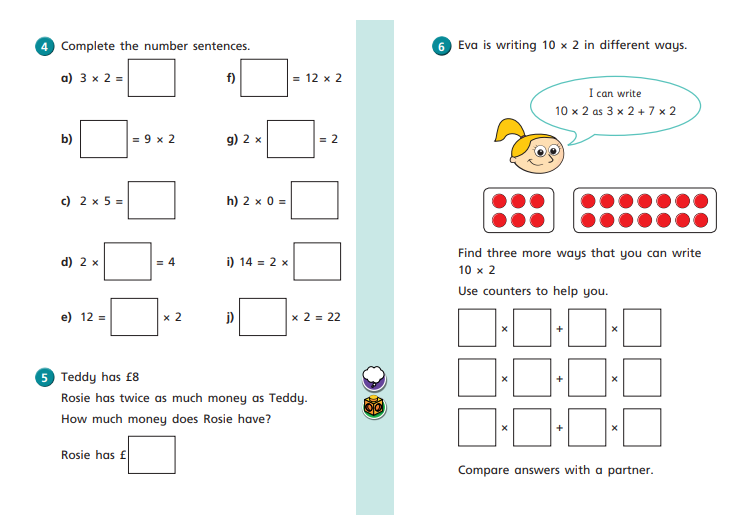 4 Complete the number sentences.
a) 3 × 2 =
b) = 9 × 2
c) 2 × 5 =
d) 2 × = 4
e) 12 = × 2
f) = 12 × 2
g) 2 × = 2
h) 2 × 0 =
i) 14 = 2 ×
j) × 2 = 22
5 Teddy has £8
Rosie has twice as much money as Teddy.
How much money does Rosie have?
Rosie has £
6 Eva is writing 10 × 2 in different ways.
I can write
10 × 2 as 3 × 2 + 7 × 2
Find three more ways that you can write
10 × 2
Use counters to help you.
× + ×
× + ×
× + ×
Compare answers with a partner.